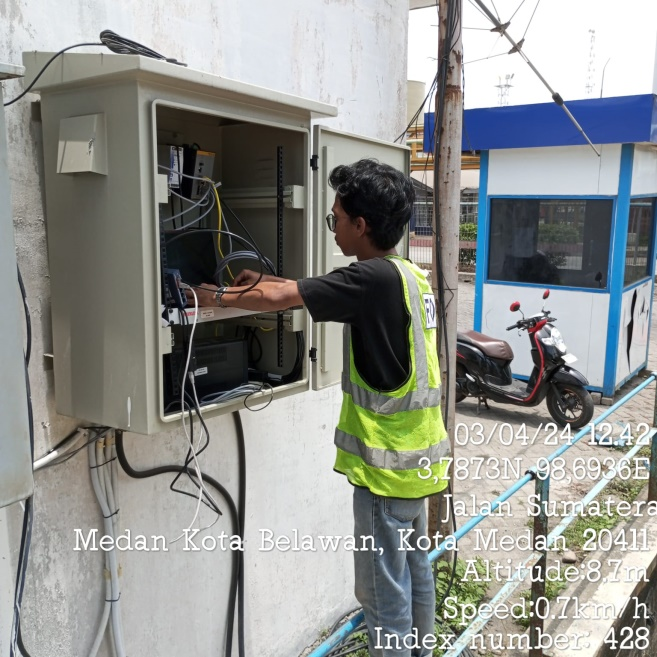 03/04/24 12.42
3,7873N 98,6936E
Jalan Sumatera
Medan Kota Belawan, Kota Medan 20411
Altitude:8.7m
Speed:0.7km/h
Index number: 428